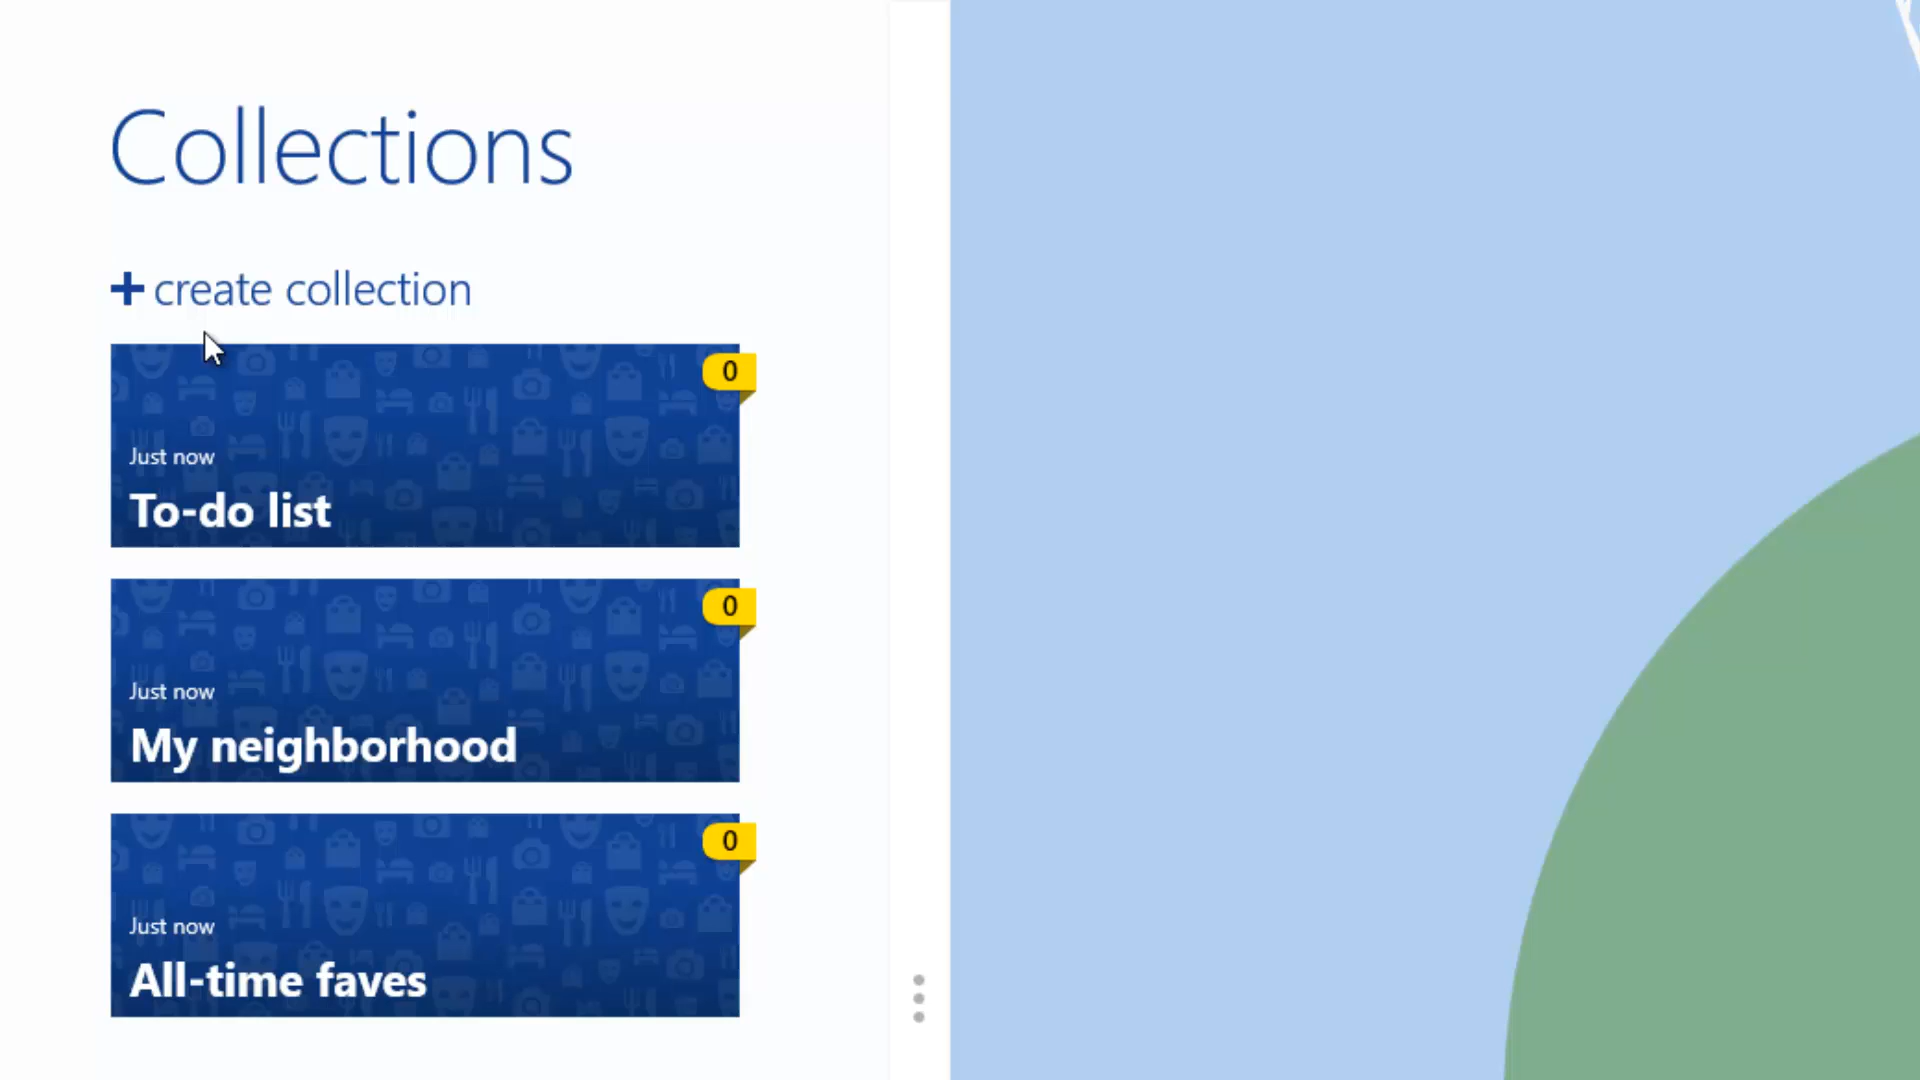 Collections
+ create collection
0
Just now
To-do list
0
Just now
My neighborhood
0
Just now
All-time faves